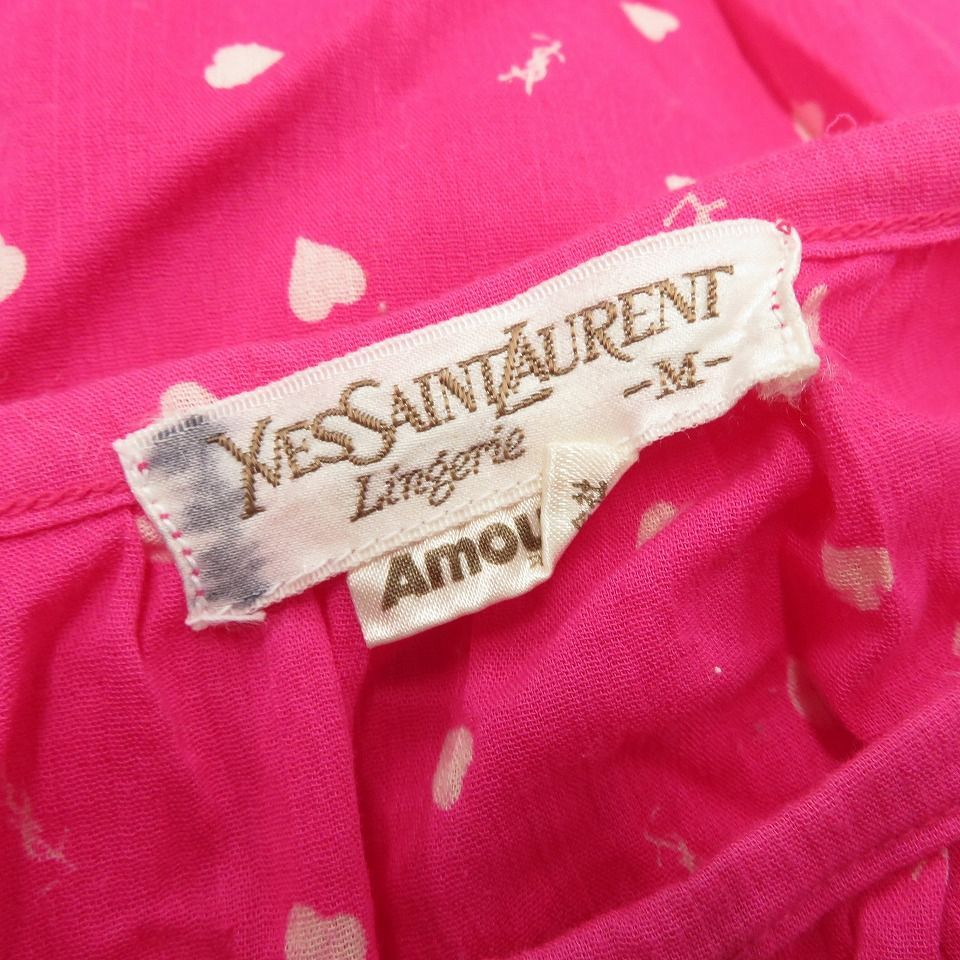 YVES SAINT LAURENT
-M-
Lingerie
Amou